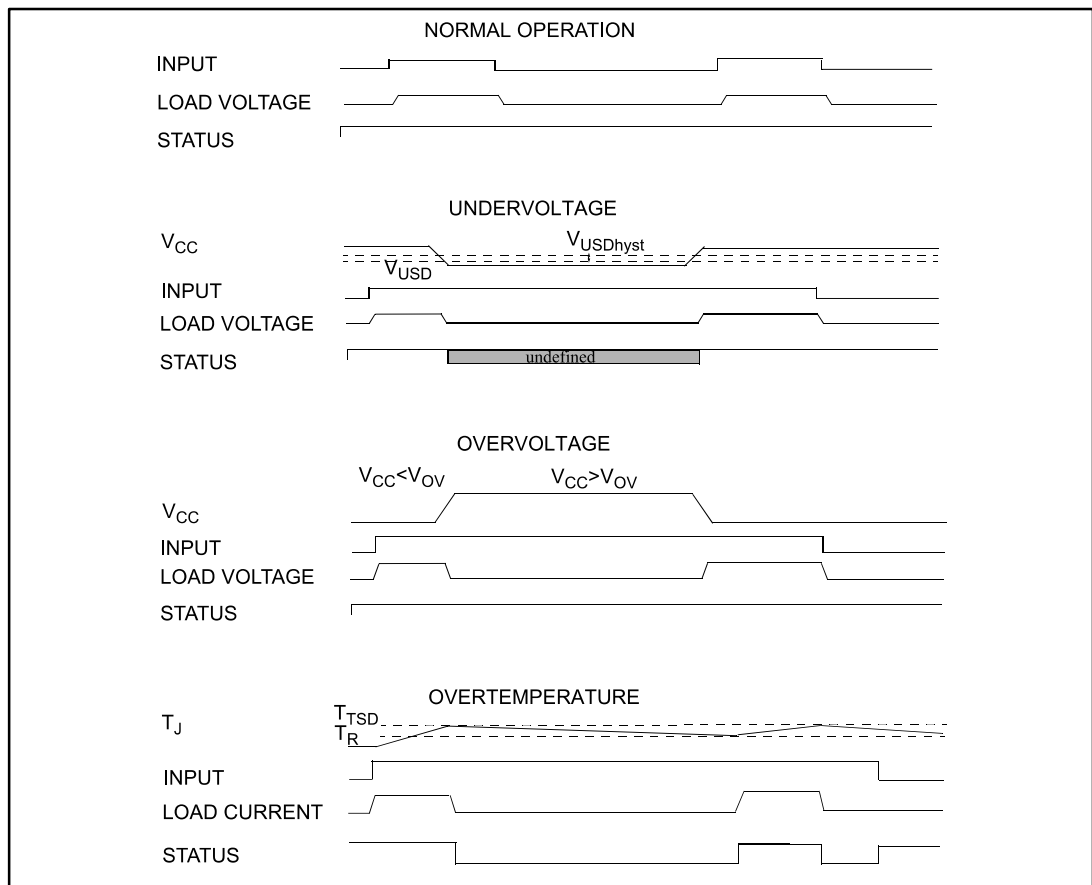 NORMAL OPERATION
INPUT
LOAD VOLTAGE
STATUS
UNDERVOLTAGE
VCC
VUSDhyst
VUSD
INPUT
LOAD VOLTAGE
STATUS
undefined
OVERVOLTAGE
VCC<VOV VCC>VOV
VCC
INPUT
LOAD VOLTAGE
STATUS
OVERTEMPERATURE
TJ
TTSD
TR
INPUT
LOAD CURRENT
STATUS